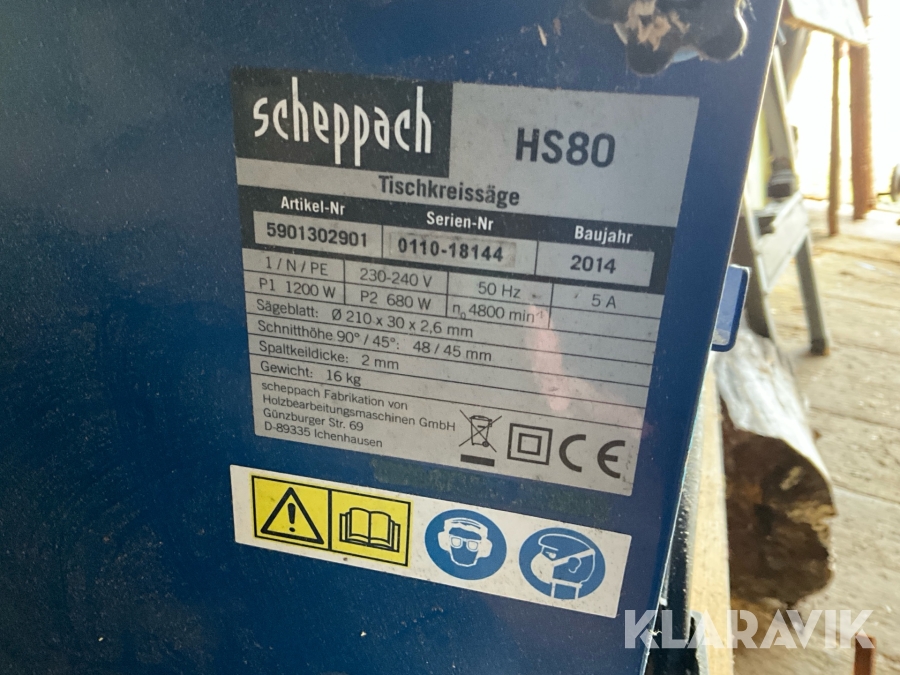 scheppach
HS80
Tischkreissäge
Artikel-Nr Serien-Nr Baujahr
5901302901 0110-18144 2014
1 / N / PE 230-240 V 50 Hz 5 A
P1 1200 W P2 680 W n0 4800 min-1
Sägeblatt: Ø 210 x 30 x 2,6 mm
Schnitthöhe 90° / 45°: 48 / 45 mm
Spaltkeildicke: 2 mm
Gewicht: 16 kg
scheppach Fabrikation von
Holzbearbeitungsmaschinen GmbH
Günzburger Str. 69
D-89335 Ichenhausen
CE
KLARAVIK